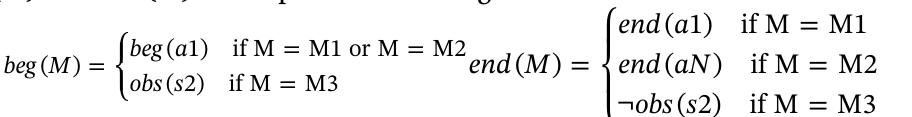 beg(M) = { beg(a1) if M = M1 or M = M2
obs(s2) if M = M3
end(M) = { end(a1) if M = M1
end(aN) if M = M2
¬obs(s2) if M = M3